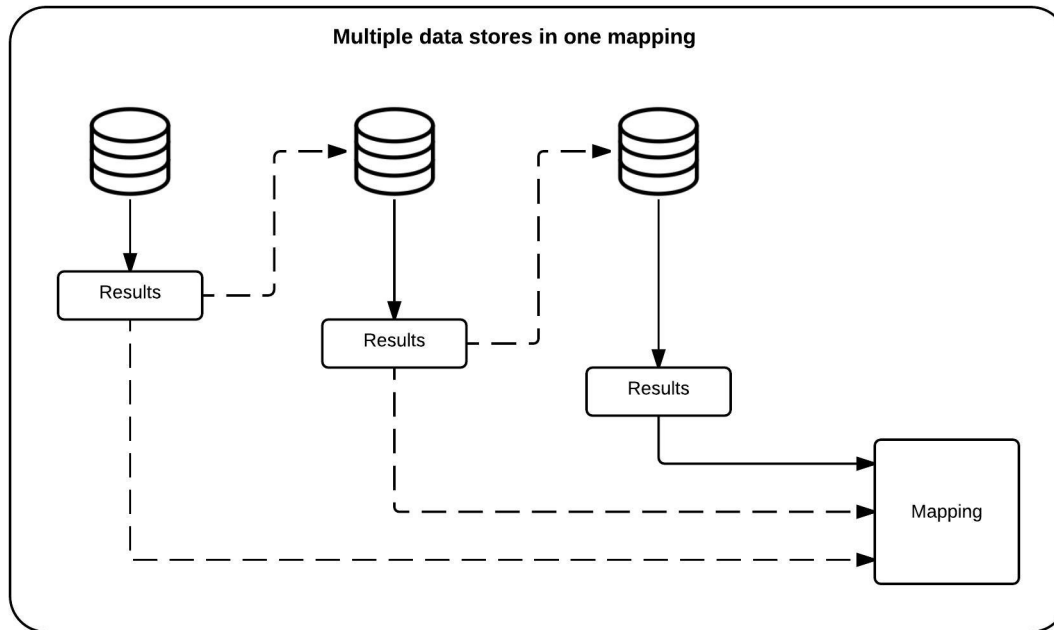 Multiple data stores in one mapping
Results
Results
Results
Mapping